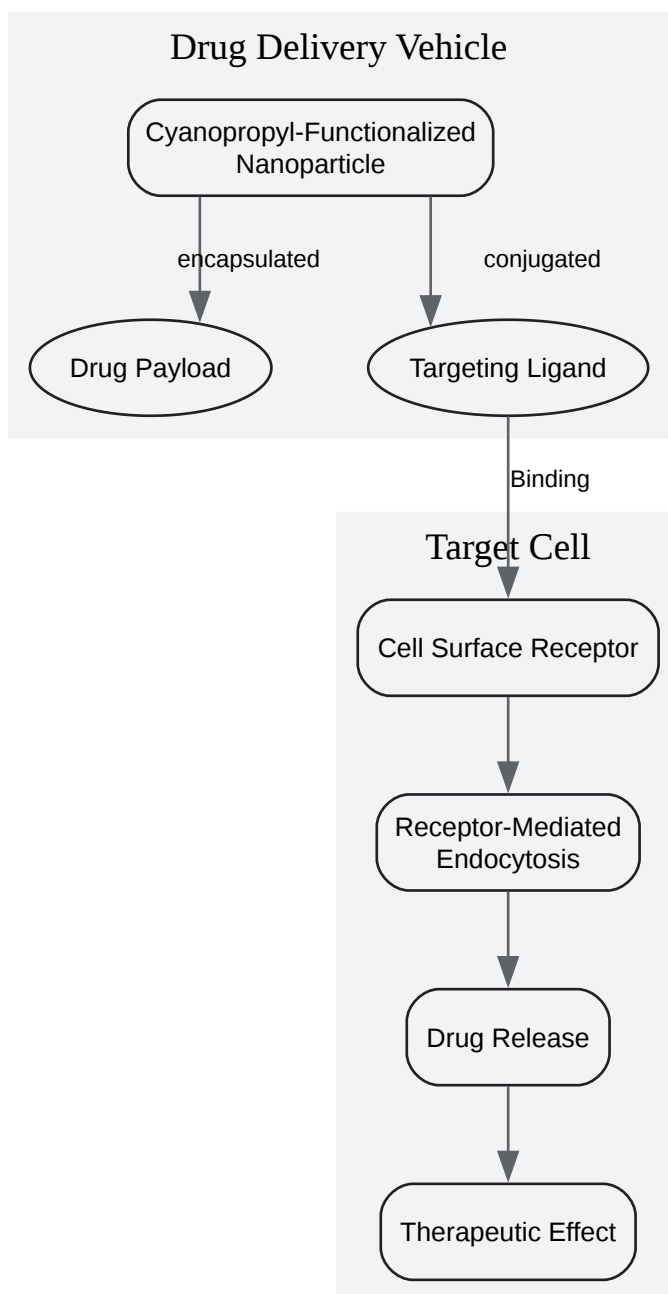 Drug Delivery Vehicle
Cyanopropyl-Functionalized
Nanoparticle
encapsulated
conjugated
Drug Payload
Targeting Ligand
Binding
Target Cell
Cell Surface Receptor
Receptor-Mediated
Endocytosis
Drug Release
Therapeutic Effect